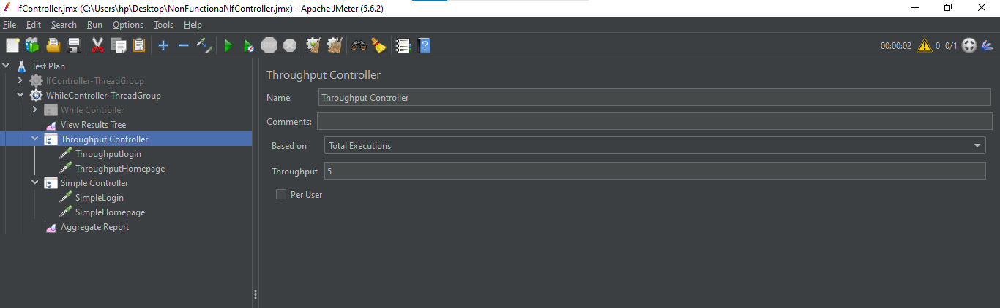 IfController.jmx (C:\Users\hp\Desktop\NonFunctional\IfController.jmx) - Apache JMeter (5.6.2)
File Edit Search Run Options Tools Help
STOP 00:00:02 0 0/1
Test Plan
IfController-ThreadGroup
WhileController-ThreadGroup
While Controller
View Results Tree
Throughput Controller
Throughputlogin
ThroughputHomepage
Simple Controller
SimpleLogin
SimpleHomepage
Aggregate Report
Throughput Controller
Name: Throughput Controller
Comments:
Based on Total Executions
Throughput 5
Per User